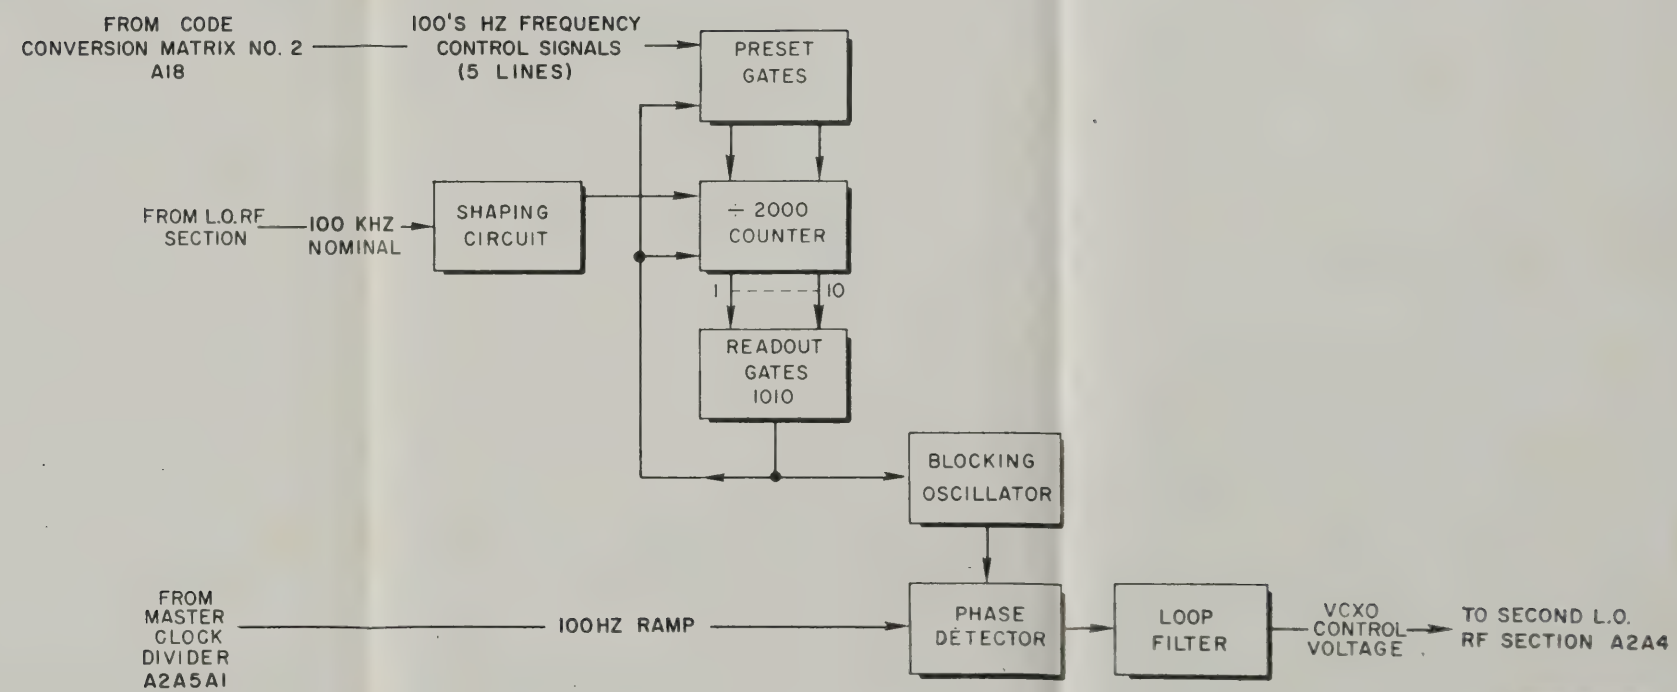 FROM CODE
CONVERSION MATRIX NO. 2
A18
100'S HZ FREQUENCY
CONTROL SIGNALS
(5 LINES)
PRESET
GATES
FROM L.O.RF
SECTION
100 KHZ
NOMINAL
SHAPING
CIRCUIT
÷ 2000
COUNTER
1
10
READOUT
GATES
1010
BLOCKING
OSCILLATOR
FROM
MASTER
CLOCK
DIVIDER
A2A5A1
100HZ RAMP
PHASE
DETECTOR
LOOP
FILTER
VCXO
CONTROL
VOLTAGE
TO SECOND L.O.
RF SECTION A2A4